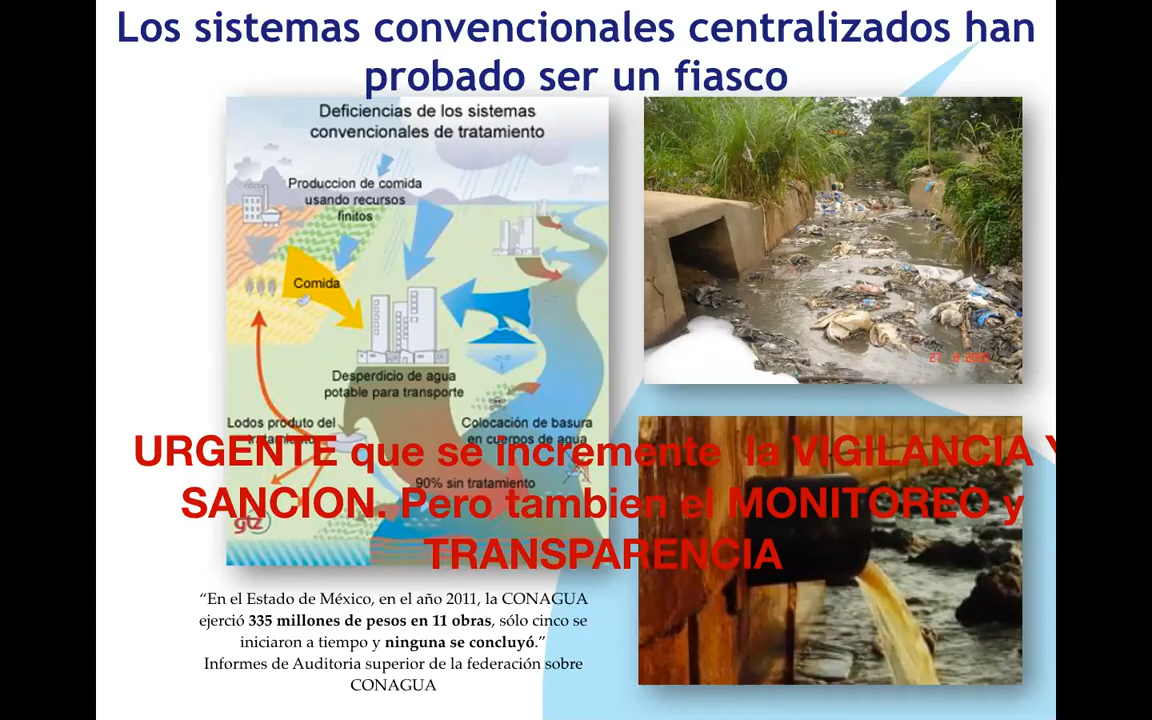 Los sistemas convencionales centralizados han
probado ser un fiasco
Deficiencias de los sistemas
convencionales de tratamiento
Produccion de comida
usando recursos
finitos
Comida
Desperdicio de agua
potable para transporte
Lodos produto del
tratamiento
Colocación de basura
en cuerpos de agua
90% sin tratamiento
gtz
URGENTE que se incremente la VIGILANCIA Y
SANCION. Pero tambien el MONITOREO y
TRANSPARENCIA
“En el Estado de México, en el año 2011, la CONAGUA
ejerció 335 millones de pesos en 11 obras, sólo cinco se
iniciaron a tiempo y ninguna se concluyó.”
Informes de Auditoria superior de la federación sobre
CONAGUA